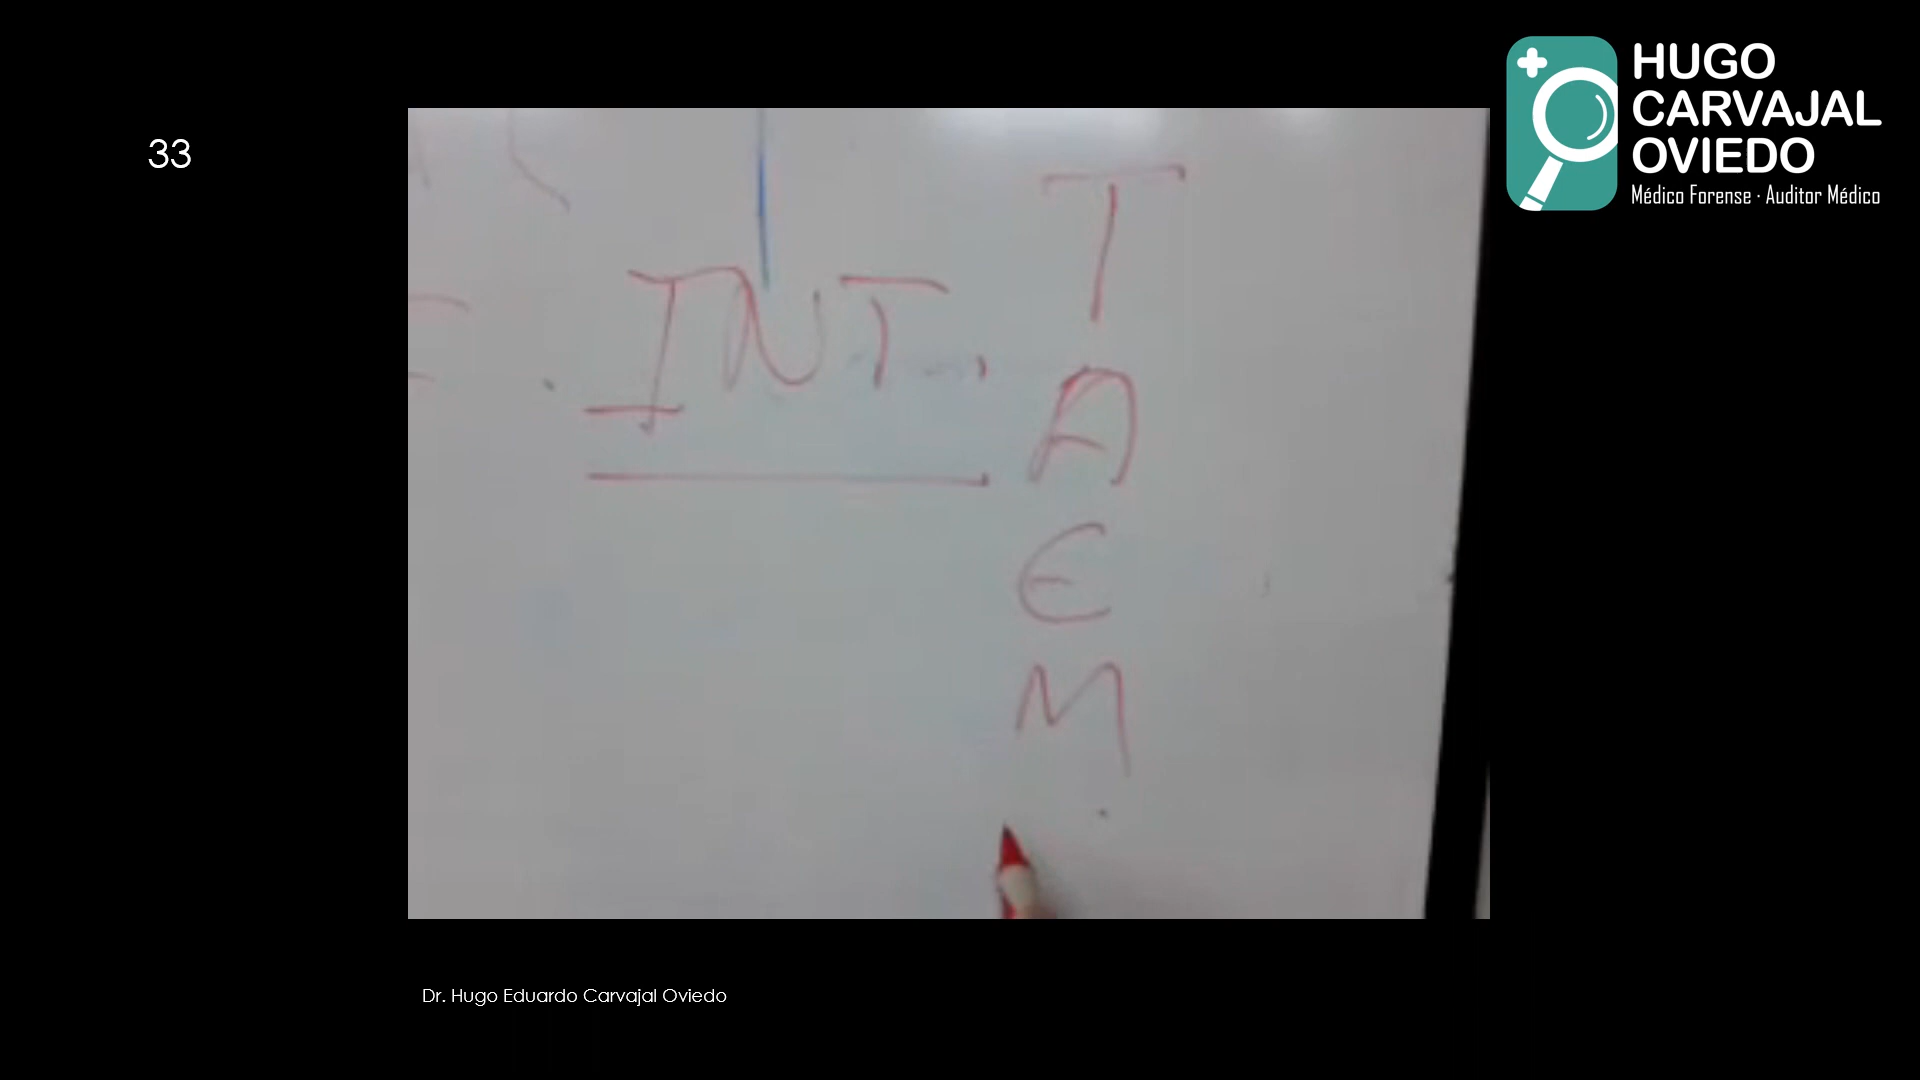 33
HUGO
CARVAJAL
OVIEDO
Médico Forense · Auditor Médico
INT.
T
A
E
M
Dr. Hugo Eduardo Carvajal Oviedo